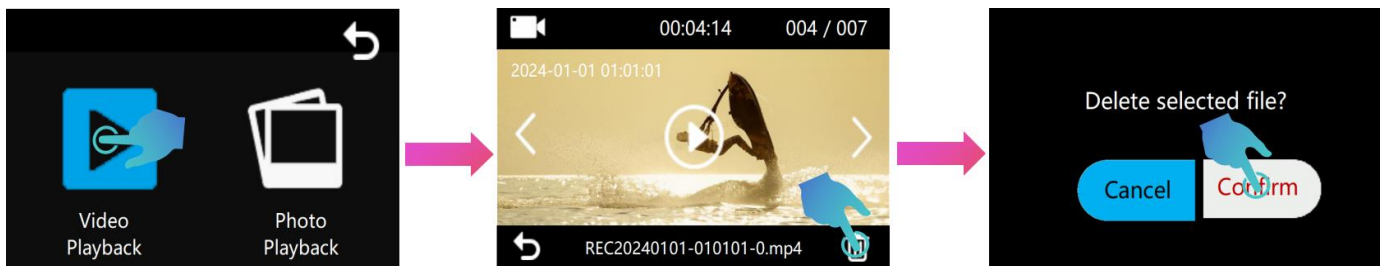 Video
Playback
Photo
Playback
00:04:14 004 / 007
2024-01-01 01:01:01
REC20240101-010101-0.mp4
Delete selected file?
Cancel Confirm